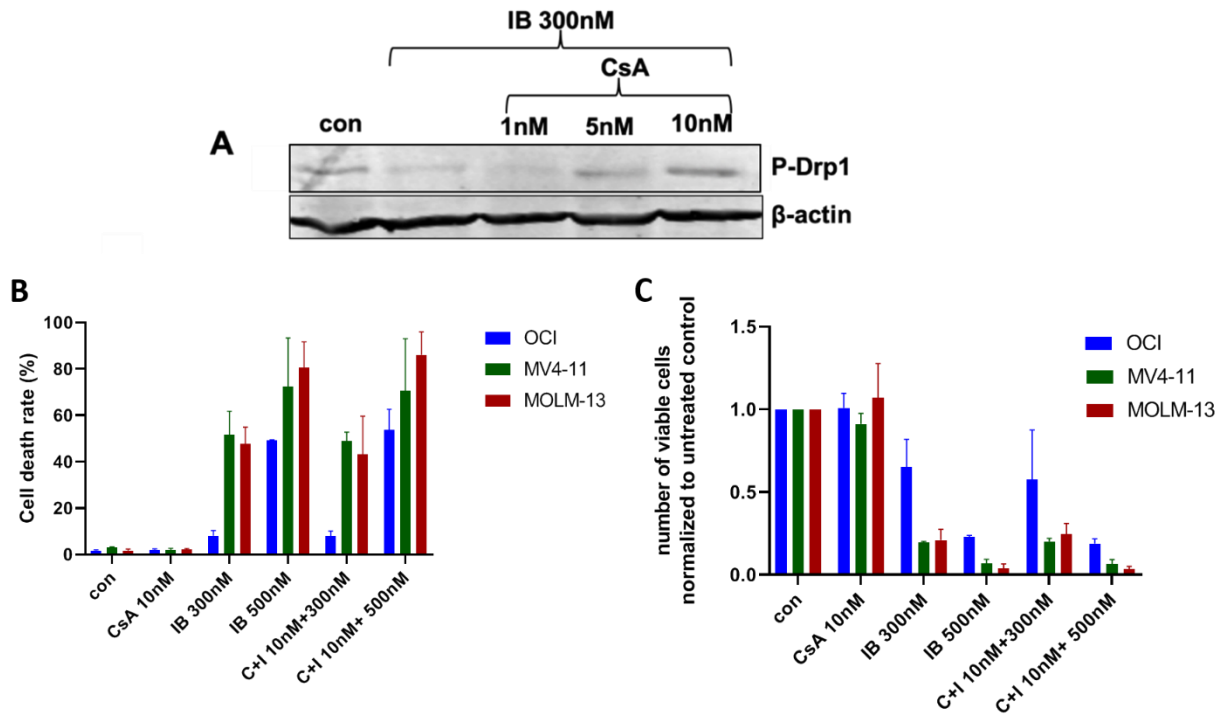 IB 300nM
CsA
A
con 1nM 5nM 10nM
P-Drp1
β-actin
B
Cell death rate (%)
100
80
60
40
20
0
OCI
MV4-11
MOLM-13
con
CsA 10nM
IB 300nM
IB 500nM
C+I 10nM+300nM
C+I 10nM+ 500nM
C
number of viable cells
normalized to untreated control
1.5
1.0
0.5
0.0
OCI
MV4-11
MOLM-13
con
CsA 10nM
IB 300nM
IB 500nM
C+I 10nM+300nM
C+I 10nM+ 500nM